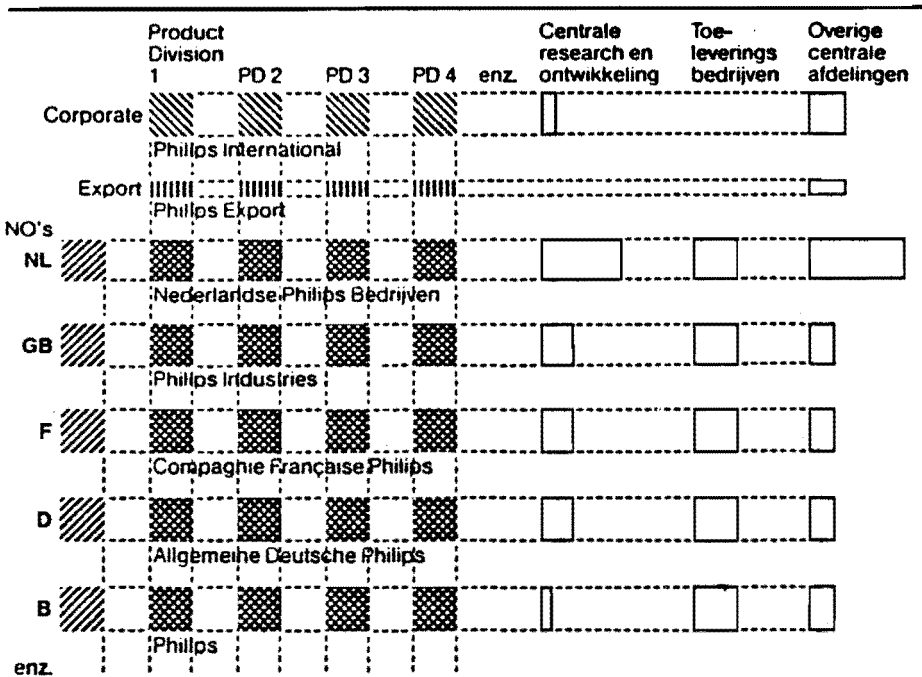 Product
Division
1 PD 2 PD 3 PD 4 enz.
Centrale
research en
ontwikkeling
Toe-
leverings
bedrijven
Overige
centrale
afdelingen
Corporate
Philips International
Export
Philips Export
NO's
NL
Nederlandse Philips Bedrijven
GB
Philips Industries
F
Compagnie Française Philips
D
Allgemeine Deutsche Philips
B
Philips
enz.